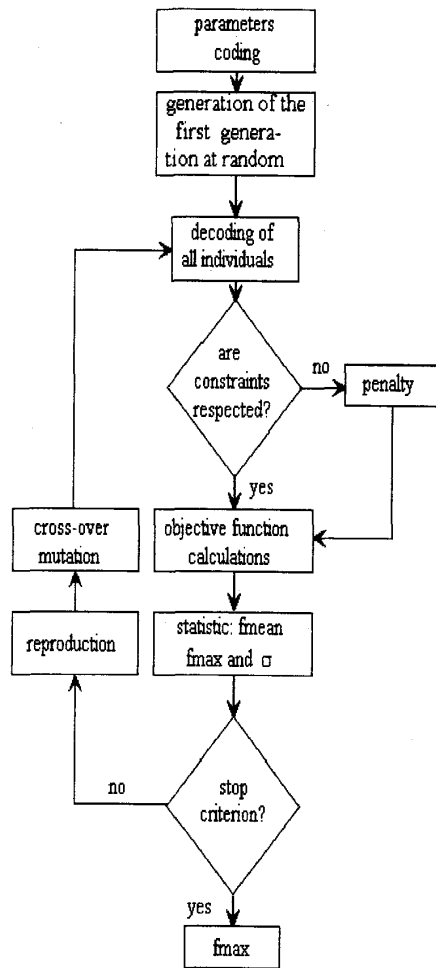 parameters
coding
generation of the
first genera-
tion at random
decoding of
all individuals
are
constraints
respected?
no
penalty
yes
cross-over
mutation
objective function
calculations
reproduction
statistic: fmean
fmax and σ
no
stop
criterion?
yes
fmax